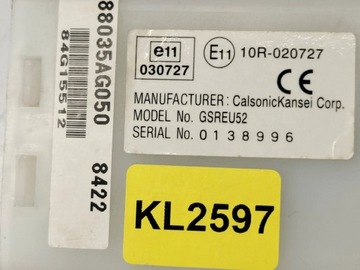 88035AG050 8422
84G15512
e11
030727
E11 10R-020727
CE
MANUFACTURER: CalsonicKansei Corp.
MODEL No. GSREU52
SERIAL No. 0138996
KL2597